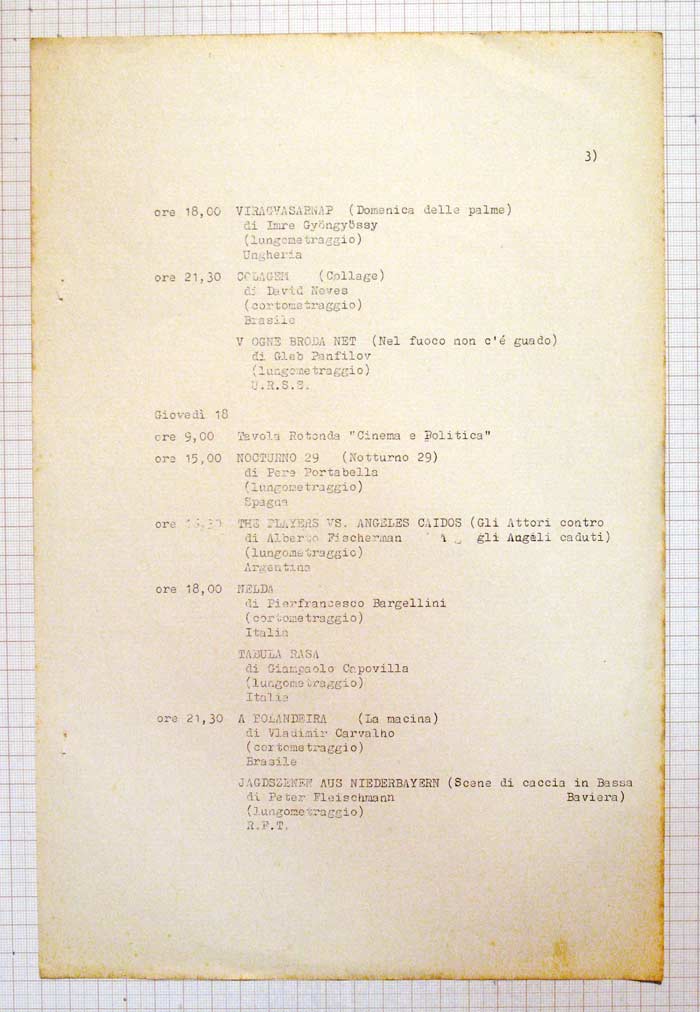 3)
ore 18,00 VIRAGVASARNAP (Domenica delle palme)
di Imre Gyöngyössy
(lungometraggio)
Ungheria
ore 21,30 COLAGEM (Collage)
di David Neves
(cortometraggio)
Brasile
V OGNE BRODA NET (Nel fuoco non c'é guado)
di Gleb Panfilov
(lungometraggio)
U.R.S.S.
Giovedì 18
ore 9,00 Tavola Rotonda "Cinema e Politica"
ore 15,00 NOCTURNO 29 (Notturno 29)
di Pere Portabella
(lungometraggio)
Spagna
ore THE PLAYERS VS. ANGELES CAIDOS (Gli Attori contro
di Alberto Fischerman gli Angeli caduti)
(lungometraggio)
Argentina
ore 18,00 NELDA
di Pierfrancesco Bargellini
(cortometraggio)
Italia
TABULA RASA
di Giampaolo Capovilla
(lungometraggio)
Italia
ore 21,30 A BOLANDEIRA (La macina)
di Vladimir Carvalho
(cortometraggio)
Brasile
JAGDSZENEN AUS NIEDERBAYERN (Scene di caccia in Bassa
di Peter Fleischmann Baviera)
(lungometraggio)
R.F.T.